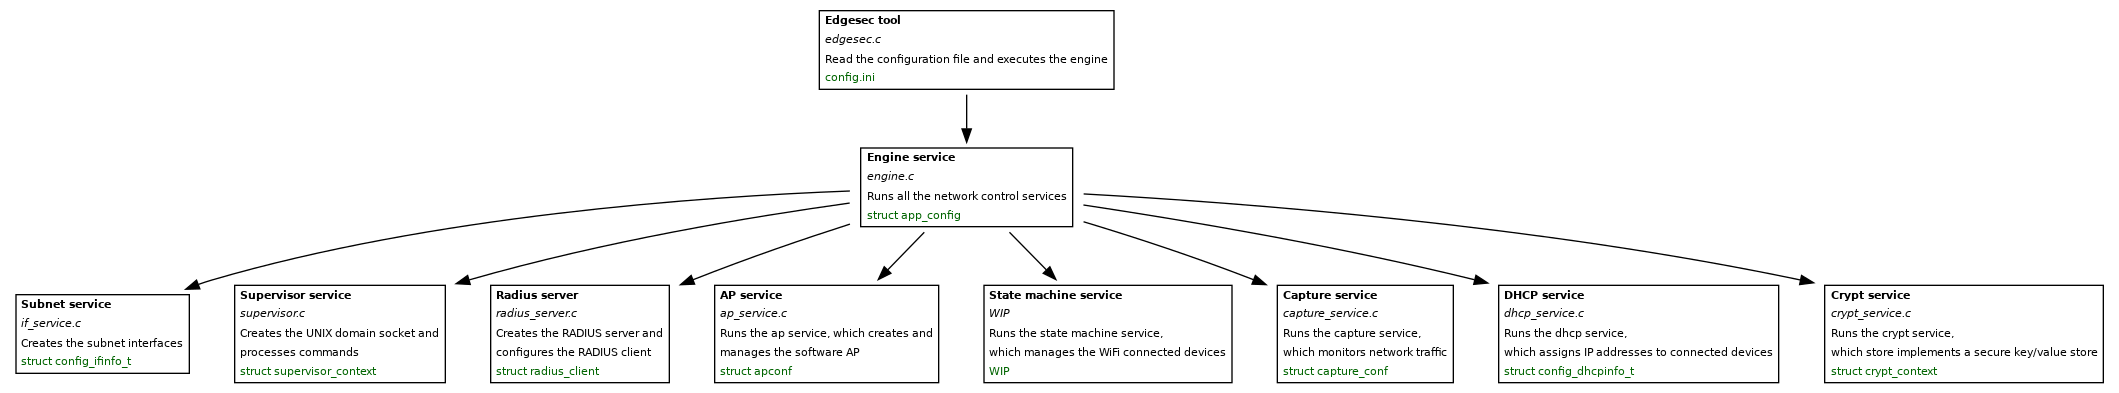 Edgesec tool
edgesec.c
Read the configuration file and executes the engine
config.ini
Engine service
engine.c
Runs all the network control services
struct app_config
Subnet service
if_service.c
Creates the subnet interfaces
struct config_ifinfo_t
Supervisor service
supervisor.c
Creates the UNIX domain socket and
processes commands
struct supervisor_context
Radius server
radius_server.c
Creates the RADIUS server and
configures the RADIUS client
struct radius_client
AP service
ap_service.c
Runs the ap service, which creates and
manages the software AP
struct apconf
State machine service
WIP
Runs the state machine service,
which manages the WiFi connected devices
WIP
Capture service
capture_service.c
Runs the capture service,
which monitors network traffic
struct capture_conf
DHCP service
dhcp_service.c
Runs the dhcp service,
which assigns IP addresses to connected devices
struct config_dhcpinfo_t
Crypt service
crypt_service.c
Runs the crypt service,
which store implements a secure key/value store
struct crypt_context